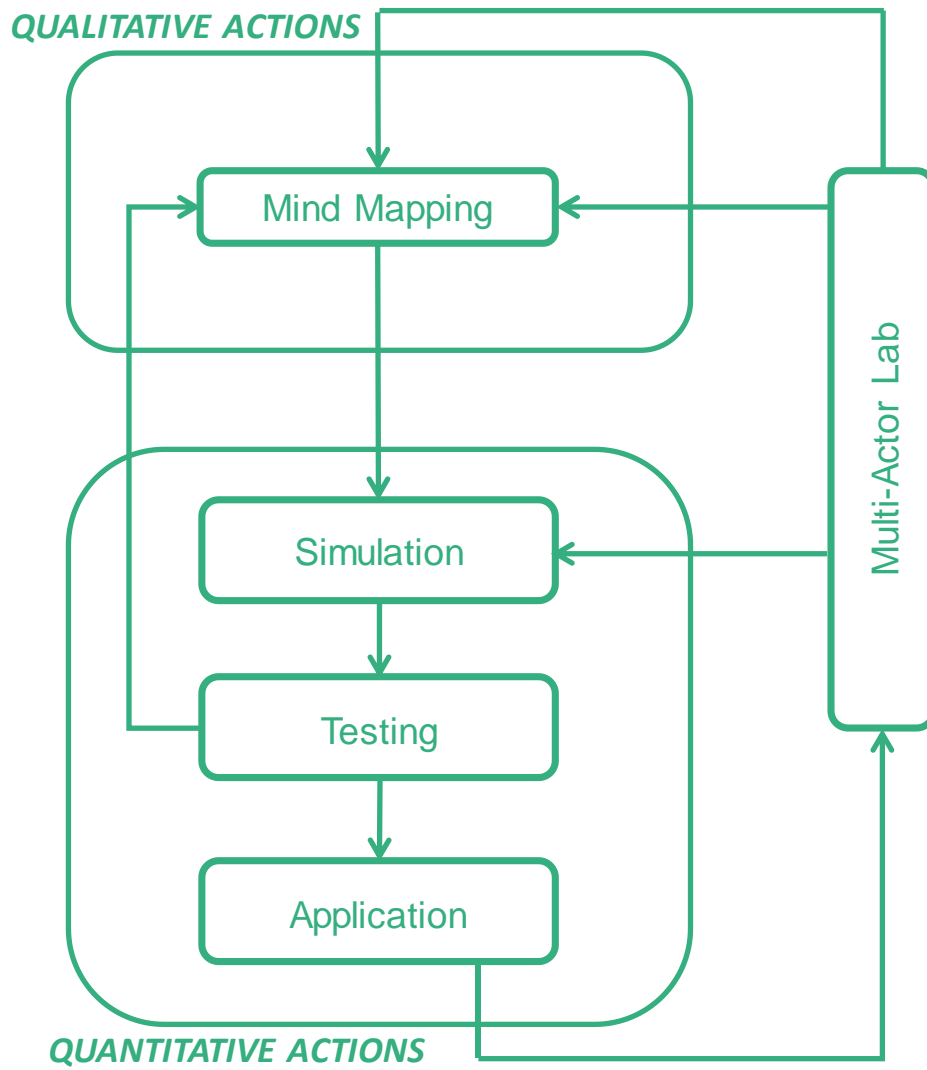 QUALITATIVE ACTIONS
Mind Mapping
Multi-Actor Lab
Simulation
Testing
Application
QUANTITATIVE ACTIONS